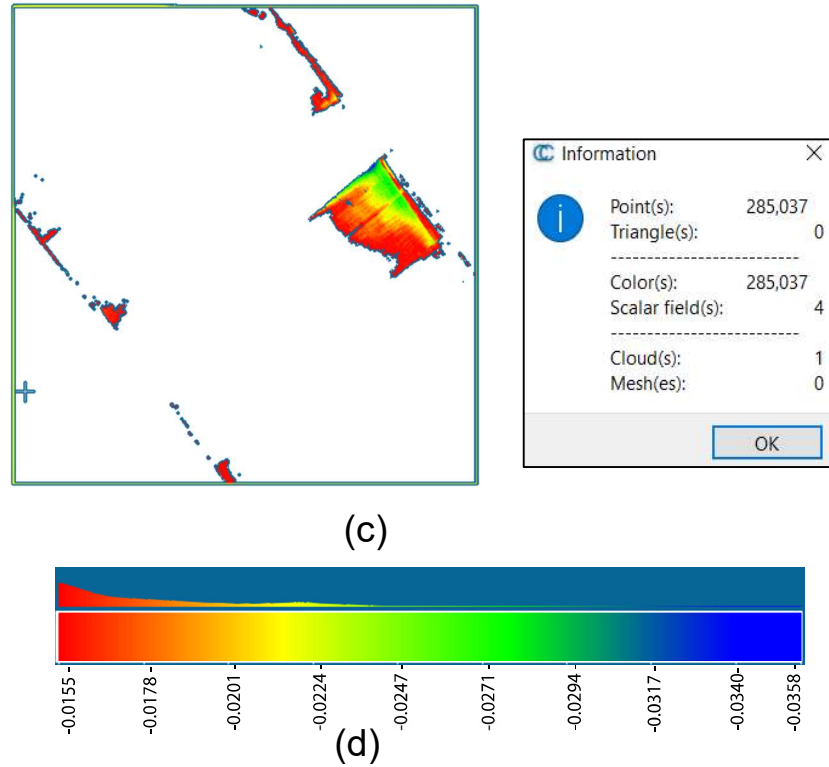 Information
Point(s): 285,037
Triangle(s): 0
---------------------------
Color(s): 285,037
Scalar field(s): 4
---------------------------
Cloud(s): 1
Mesh(es): 0
OK
(c)
-0.0155 -0.0178 -0.0201 -0.0224 -0.0247 -0.0271 -0.0294 -0.0317 -0.0340 -0.0358
(d)